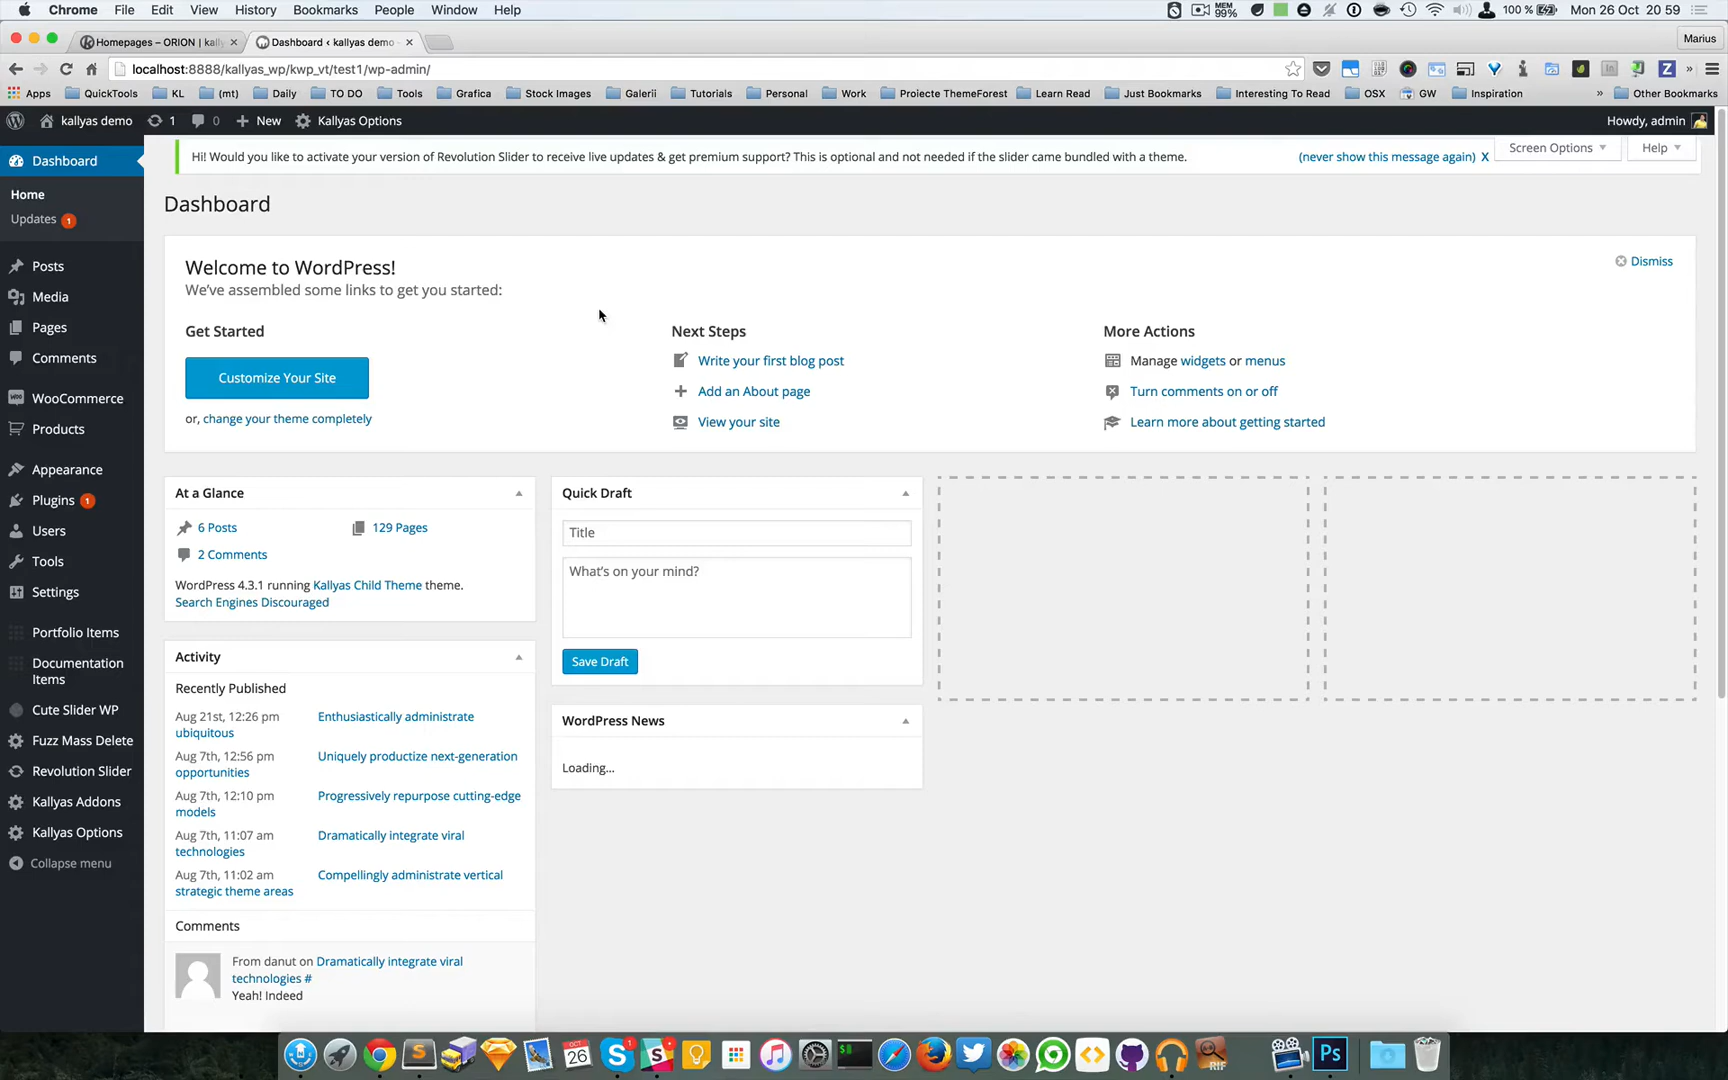 Chrome File Edit View History Bookmarks People Window Help
MEM 99% 100 % Mon 26 Oct 20 59
Homepages – ORION | kally Dashboard ‹ kallyas demo Marius
localhost:8888/kallyas_wp/kwp_vt/test1/wp-admin/
Apps QuickTools KL (mt) Daily TO DO Tools Grafica Stock Images Galerii Tutorials Personal Work Proiecte ThemeForest Learn Read Just Bookmarks Interesting To Read OSX GW Inspiration » Other Bookmarks
kallyas demo 1 0 New Kallyas Options Howdy, admin
Dashboard
Home
Updates 1
Posts
Media
Pages
Comments
WooCommerce
Products
Appearance
Plugins 1
Users
Tools
Settings
Portfolio Items
Documentation
Items
Cute Slider WP
Fuzz Mass Delete
Revolution Slider
Kallyas Addons
Kallyas Options
Collapse menu
Hi! Would you like to activate your version of Revolution Slider to receive live updates & get premium support? This is optional and not needed if the slider came bundled with a theme. (never show this message again) X
Screen Options Help
Dashboard
Welcome to WordPress!
Dismiss
We've assembled some links to get you started:
Get Started
Customize Your Site
or, change your theme completely
Next Steps
Write your first blog post
Add an About page
View your site
More Actions
Manage widgets or menus
Turn comments on or off
Learn more about getting started
At a Glance
6 Posts 129 Pages
2 Comments
WordPress 4.3.1 running Kallyas Child Theme theme.
Search Engines Discouraged
Activity
Recently Published
Aug 21st, 12:26 pm Enthusiastically administrate
ubiquitous
Aug 7th, 12:56 pm Uniquely productize next-generation
opportunities
Aug 7th, 12:10 pm Progressively repurpose cutting-edge
models
Aug 7th, 11:07 am Dramatically integrate viral
technologies
Aug 7th, 11:02 am Compellingly administrate vertical
strategic theme areas
Comments
From danut on Dramatically integrate viral
technologies #
Yeah! Indeed
Quick Draft
Title
What's on your mind?
Save Draft
WordPress News
Loading...
OCT
26
Ps
RIF